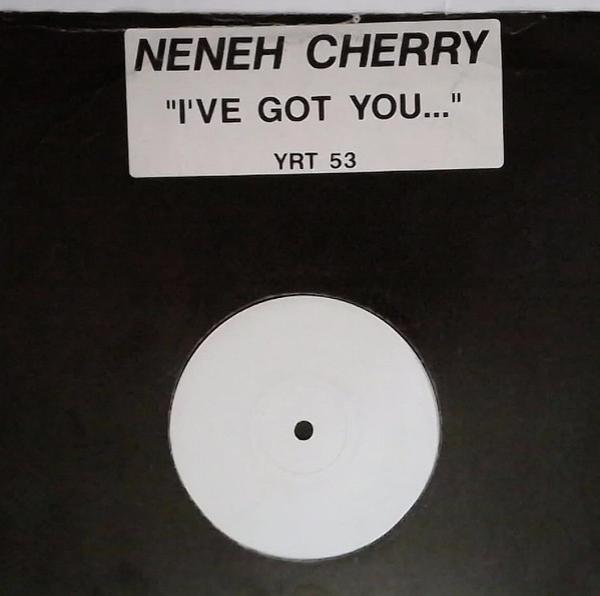 NENEH CHERRY
"I'VE GOT YOU..."
YRT 53